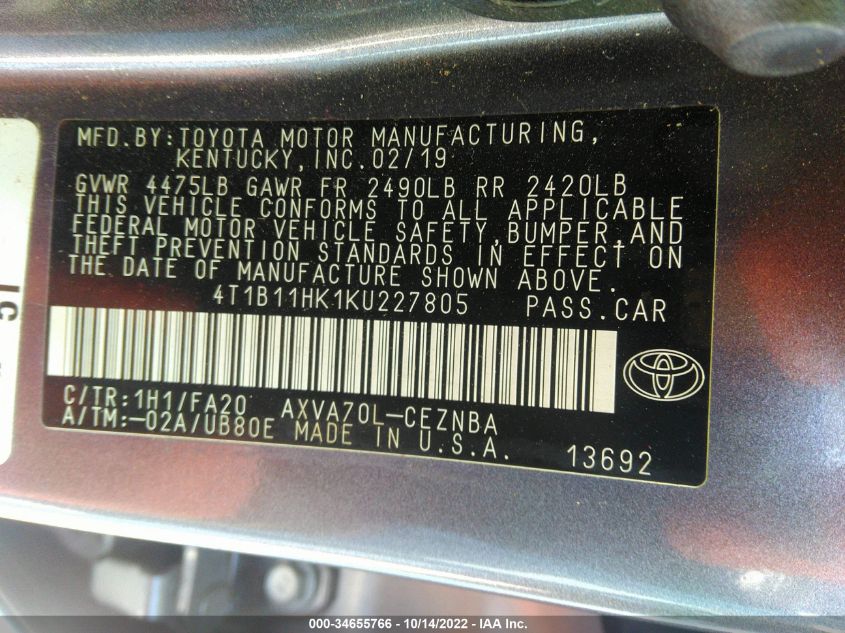 MFD.BY:TOYOTA MOTOR MANUFACTURING,
KENTUCKY,INC.02/19
GVWR 4475LB GAWR FR 2490LB RR 2420LB
THIS VEHICLE CONFORMS TO ALL APPLICABLE
FEDERAL MOTOR VEHICLE SAFETY,BUMPER,AND
THEFT PREVENTION STANDARDS IN EFFECT ON
THE DATE OF MANUFACTURE SHOWN ABOVE.
4T1B11HK1KU227805 PASS.CAR
C/TR:1H1/FA20 AXVA70L-CEZNBA
A/TM:-02A/UB80E MADE IN U.S.A. 13692
000-34655766 - 10/14/2022 - IAA Inc.